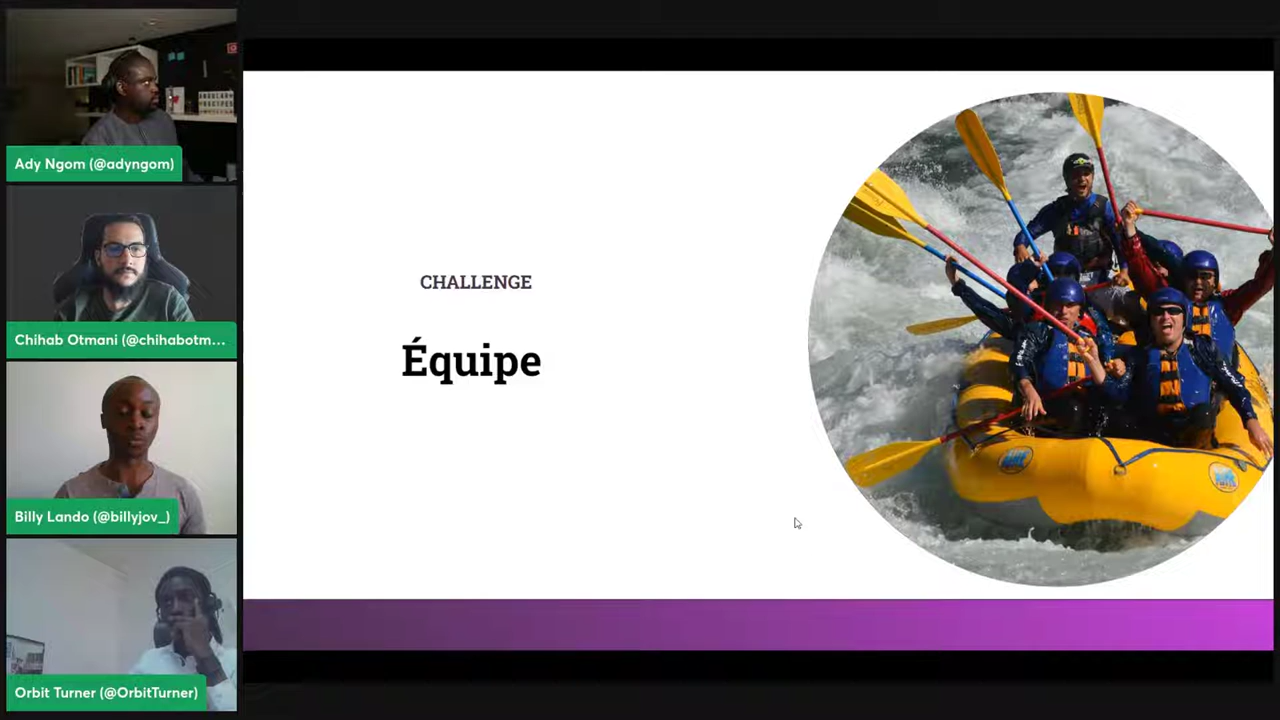 Ady Ngom (@adyngom)
Chihab Otmani (@chihabotm...
Billy Lando (@billyjov_)
Orbit Turner (@OrbitTurner)
CHALLENGE
Équipe